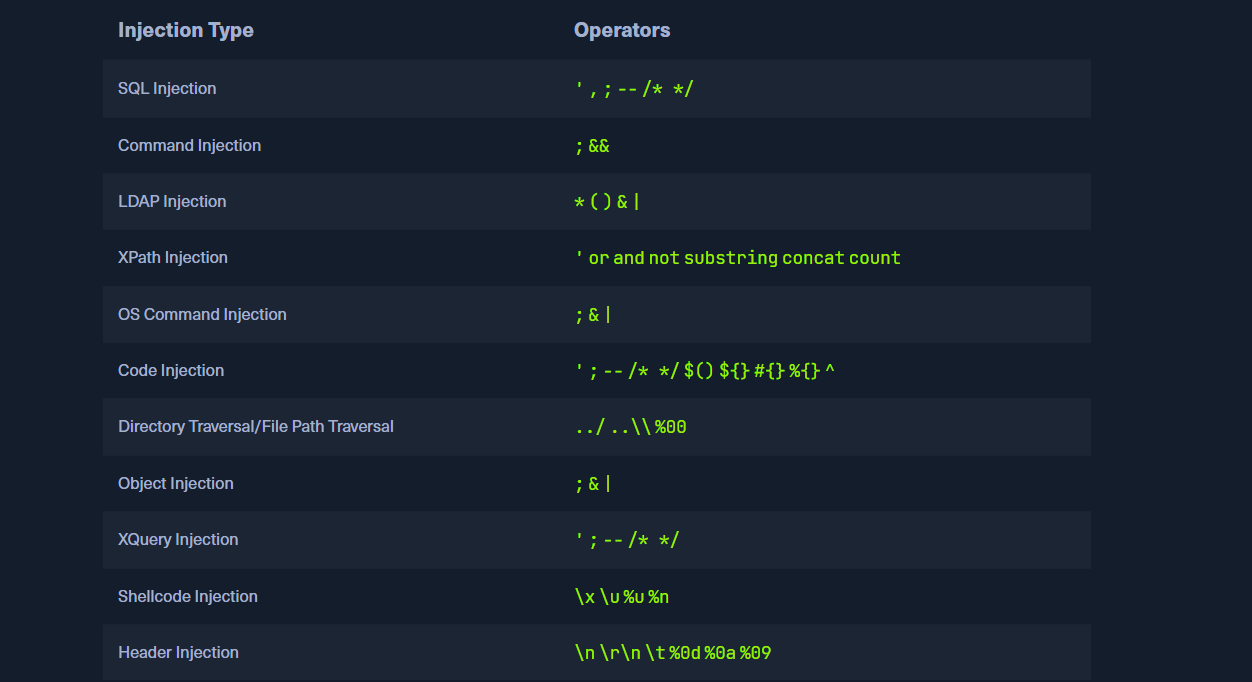 Injection Type Operators
SQL Injection ' , ; -- /* */
Command Injection ; &&
LDAP Injection * ( ) & |
XPath Injection ' or and not substring concat count
OS Command Injection ; & |
Code Injection ' ; -- /* */ $() ${} #{} %{} ^
Directory Traversal/File Path Traversal ../ ..\\ %00
Object Injection ; & |
XQuery Injection ' ; -- /* */
Shellcode Injection \x \u %u %n
Header Injection \n \r\n \t %0d %0a %09